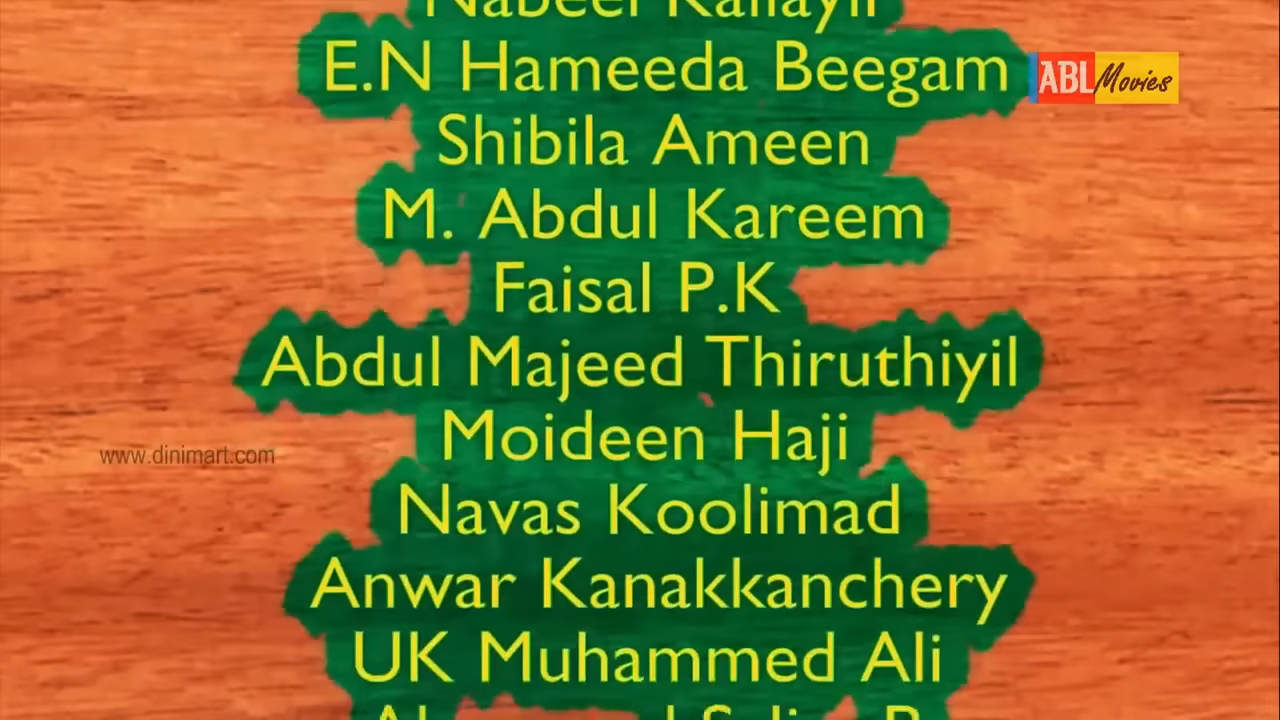 Nabeel
E.N Hameeda Beegam
ABL Movies
Shibila Ameen
M. Abdul Kareem
Faisal P.K
Abdul Majeed Thiruthiyil
Moideen Haji
www.dinimart.com
Navas Koolimad
Anwar Kanakkanchery
UK Muhammed Ali